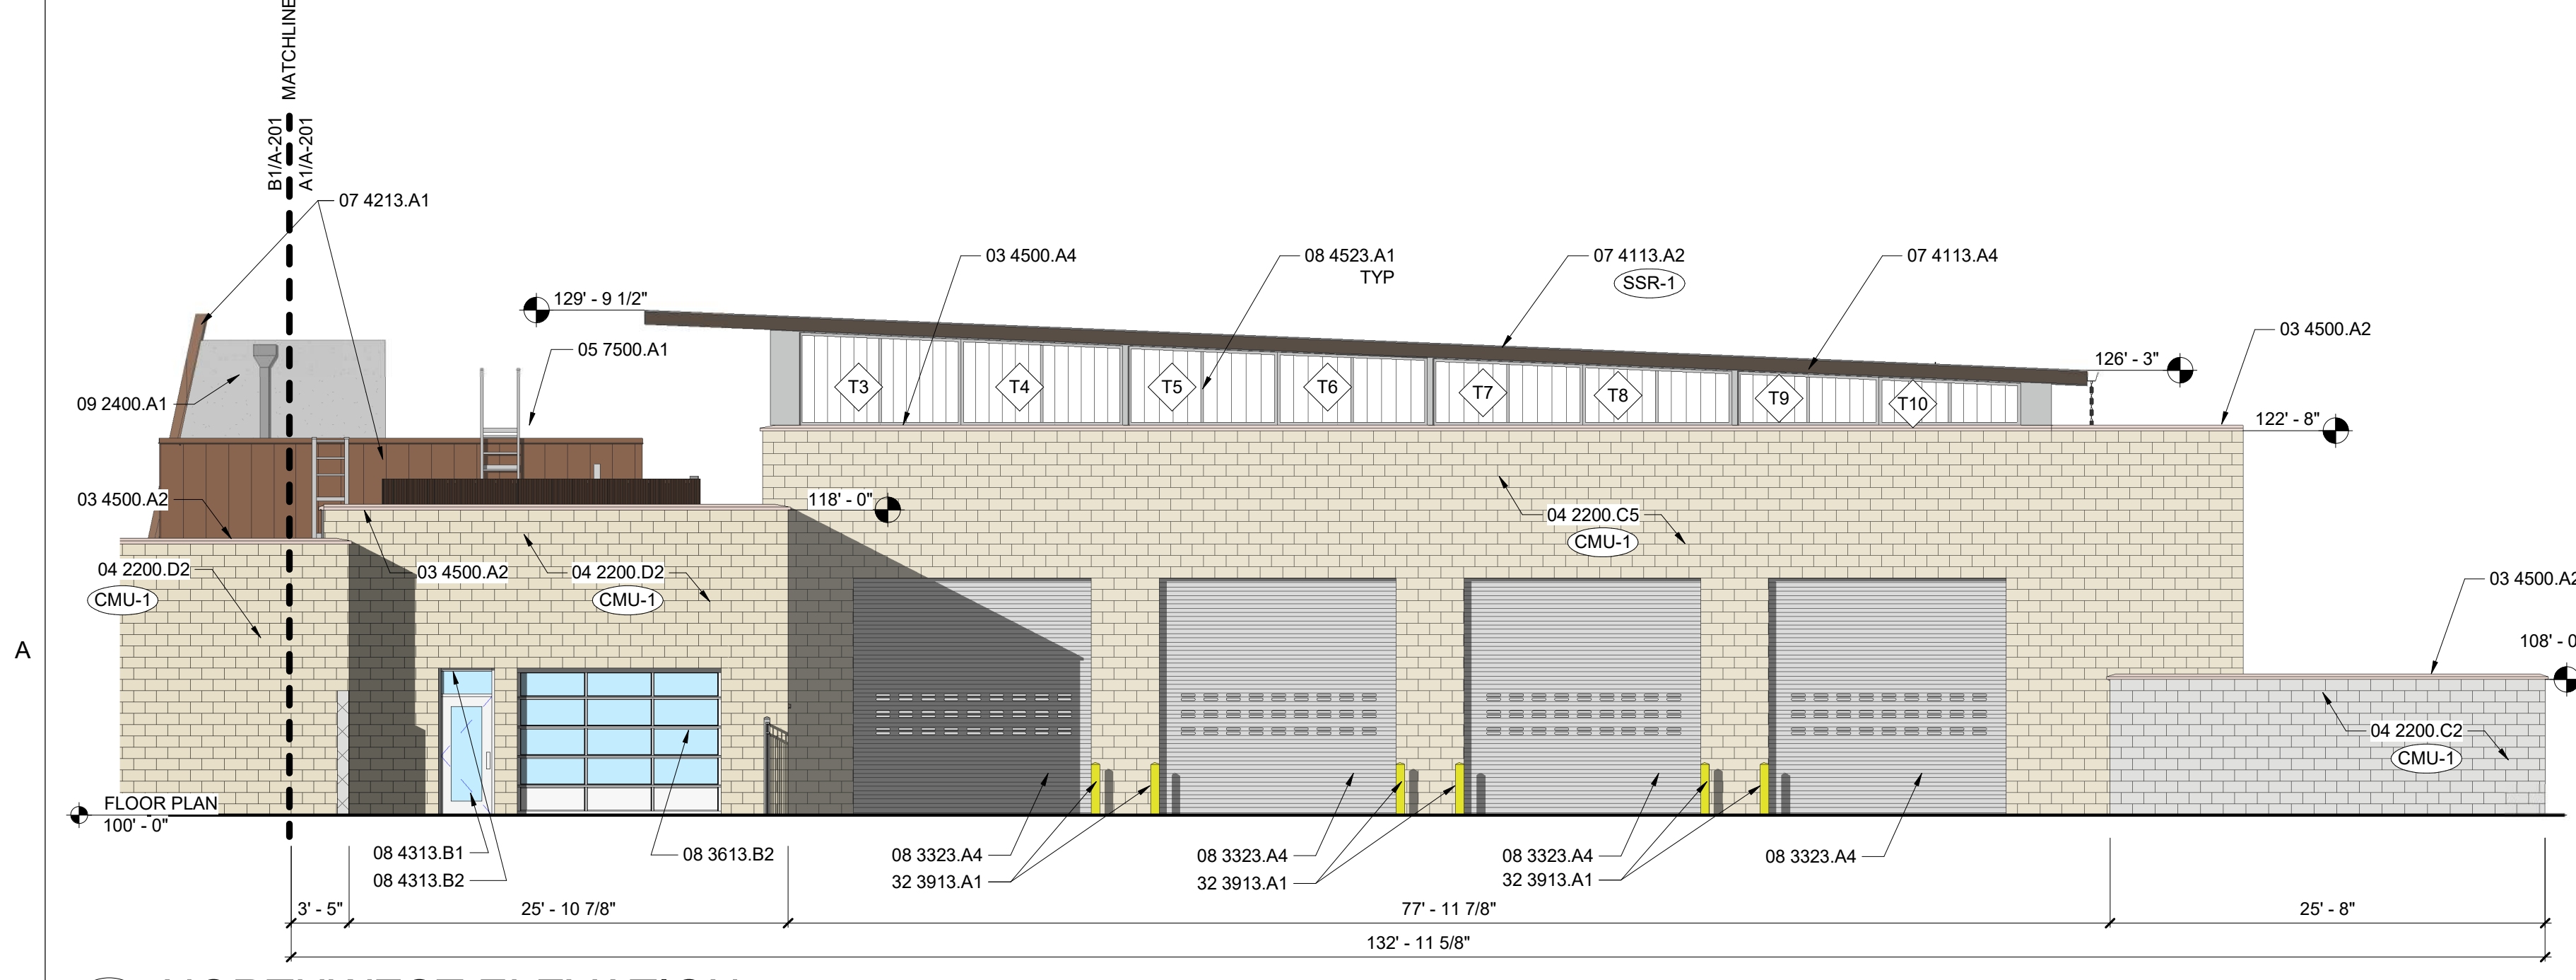 MATCHLINE
B1/A-201
A1/A-201
07 4213.A1
03 4500.A4
08 4523.A1
TYP
07 4113.A2
SSR-1
07 4113.A4
129' - 9 1/2"
03 4500.A2
05 7500.A1
126' - 3"
09 2400.A1
T3
T4
T5
T6
T7
T8
T9
T10
122' - 8"
03 4500.A2
118' - 0"
04 2200.C5
CMU-1
04 2200.D2
CMU-1
03 4500.A2
04 2200.D2
CMU-1
03 4500.A2
108' - 0
A
04 2200.C2
CMU-1
FLOOR PLAN
100' - 0"
08 4313.B1
08 4313.B2
08 3613.B2
08 3323.A4
32 3913.A1
08 3323.A4
32 3913.A1
08 3323.A4
32 3913.A1
08 3323.A4
3' - 5"
25' - 10 7/8"
77' - 11 7/8"
25' - 8"
132' - 11 5/8"
NORTHWEST ELEVATION